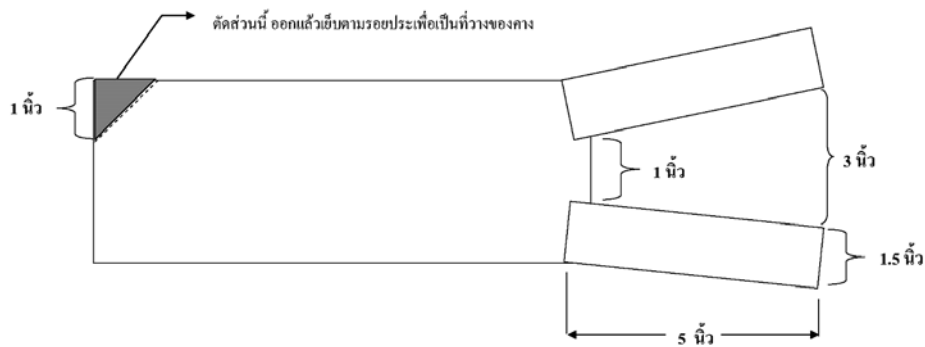 ตัดส่วนนี้ ออกแล้วเย็บตามรอยประเพื่อเป็นที่วางของคาง
1 นิ้ว
1 นิ้ว
3 นิ้ว
1.5 นิ้ว
5 นิ้ว